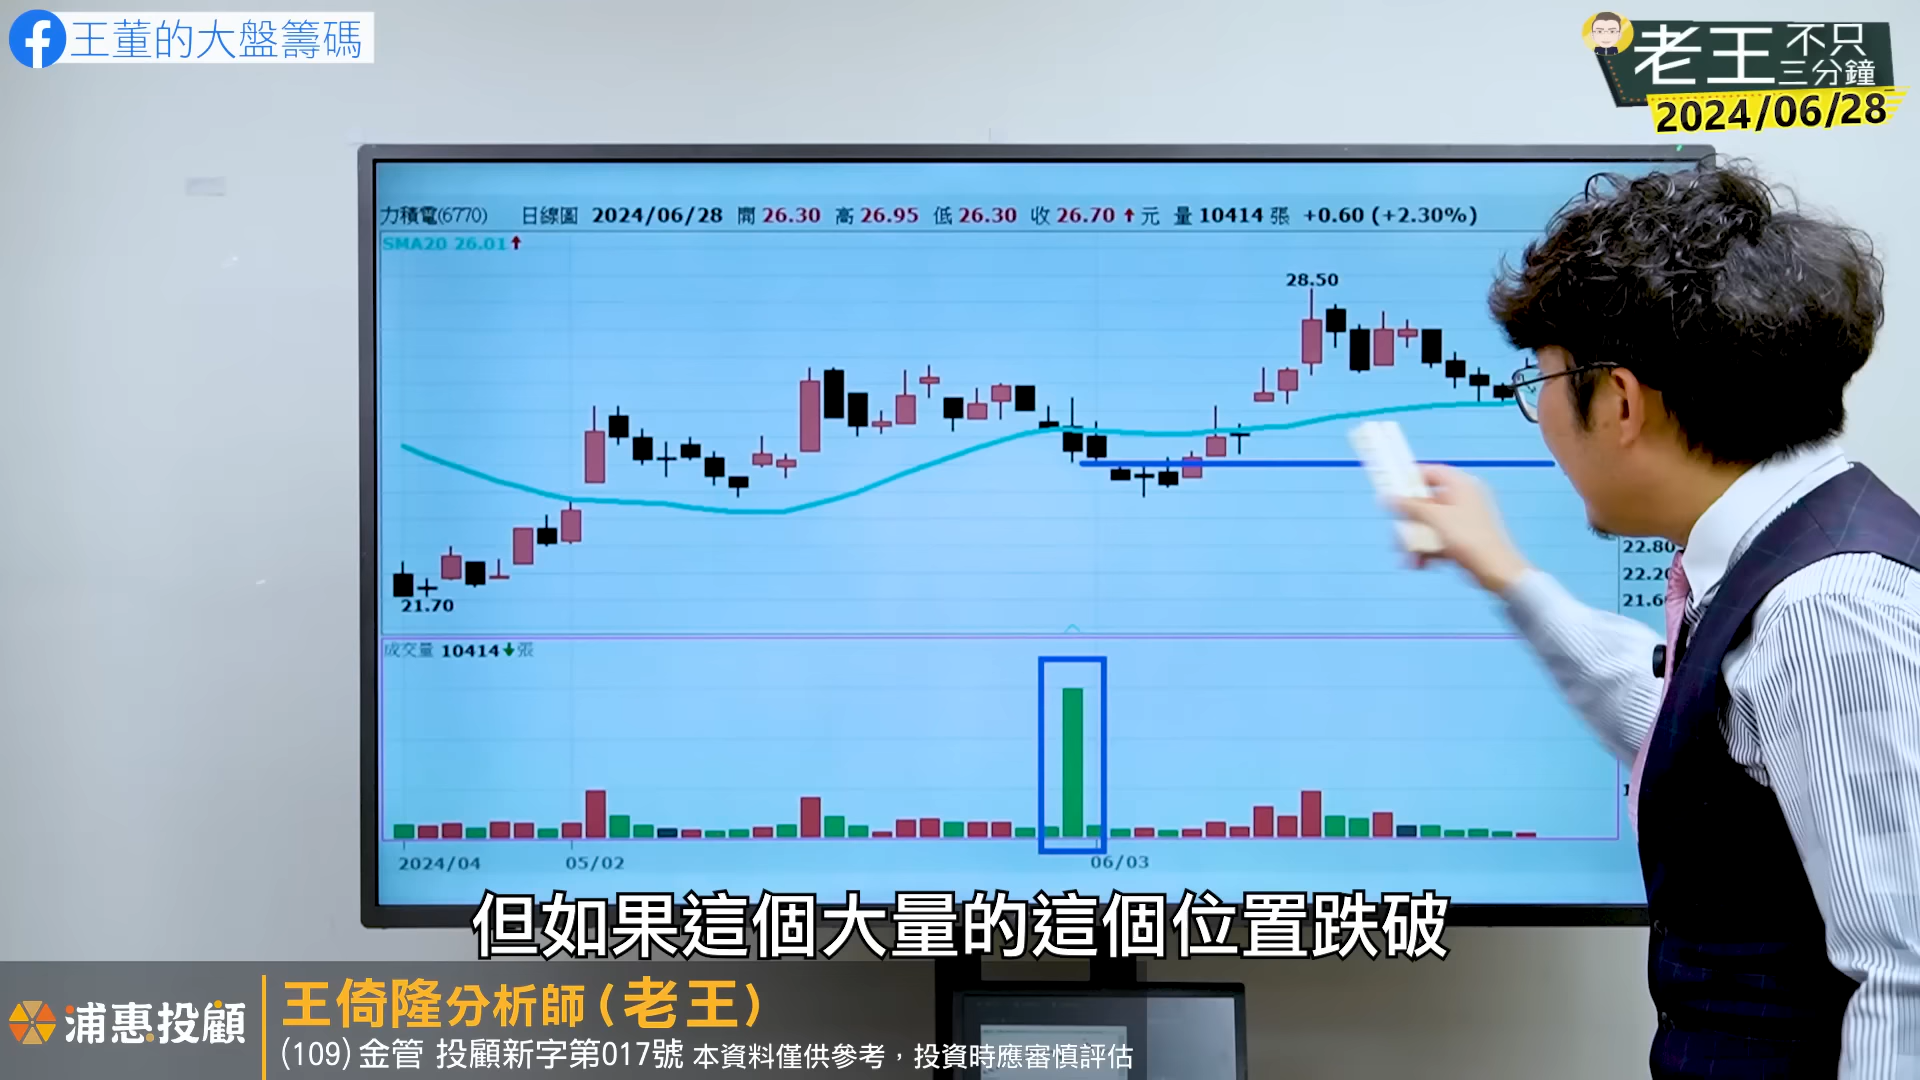 王董的大盤籌碼
老王 不只三分鐘
2024/06/28
力積電(6770) 日線圖 2024/06/28 開 26.30 高 26.95 低 26.30 收 26.70 ↑ 元 量 10414 張 +0.60 (+2.30%)
SMA20 26.01 ↑
28.50
21.70
22.80
22.20
成交量 10414 ↓ 張
2024/04 05/02 06/03
但如果這個大量的這個位置跌破
浦惠投顧
王倚隆分析師(老王)
(109) 金管 投顧新字第017號 本資料僅供參考，投資時應審慎評估